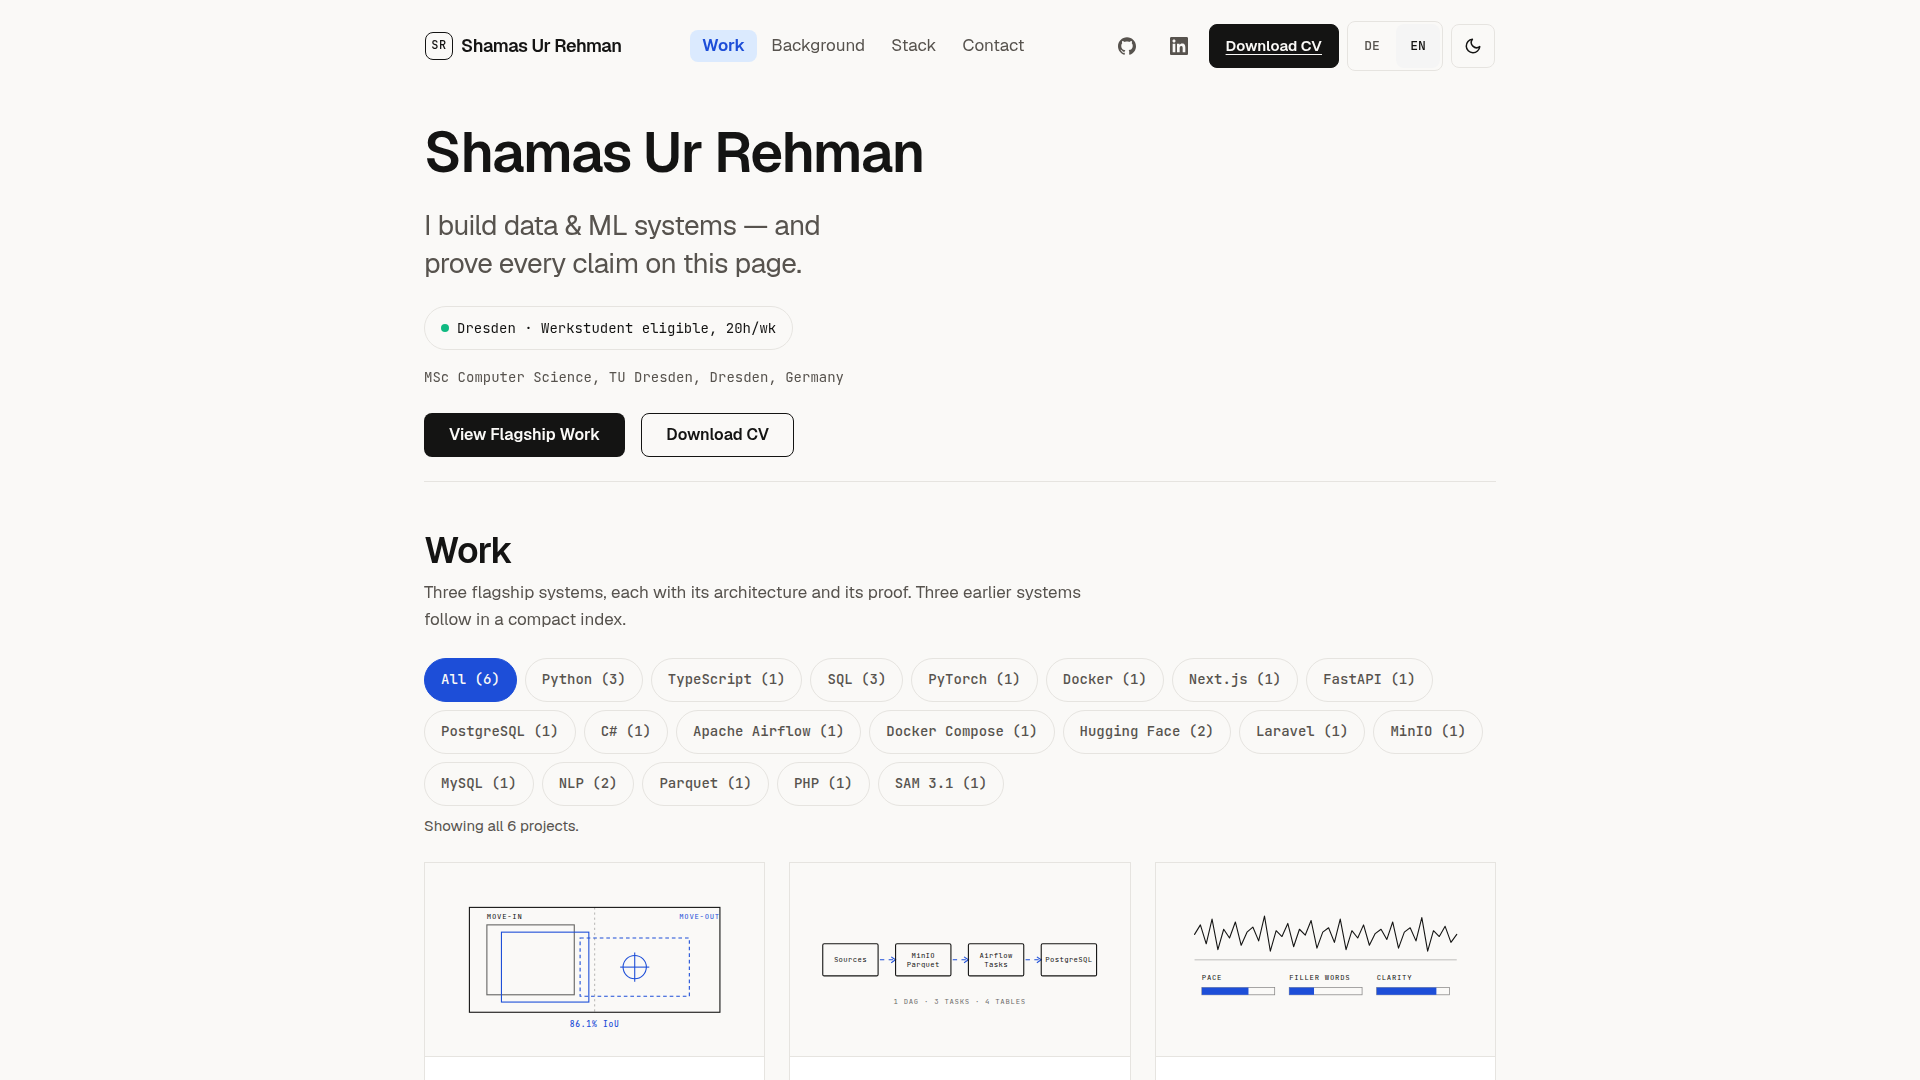 SR Shamas Ur Rehman Work Background Stack Contact Download CV DE EN
Shamas Ur Rehman
I build data & ML systems — and
prove every claim on this page.
Dresden · Werkstudent eligible, 20h/wk
MSc Computer Science, TU Dresden, Dresden, Germany
View Flagship Work Download CV
Work
Three flagship systems, each with its architecture and its proof. Three earlier systems
follow in a compact index.
All (6) Python (3) TypeScript (1) SQL (3) PyTorch (1) Docker (1) Next.js (1) FastAPI (1)
PostgreSQL (1) C# (1) Apache Airflow (1) Docker Compose (1) Hugging Face (2) Laravel (1) MinIO (1)
MySQL (1) NLP (2) Parquet (1) PHP (1) SAM 3.1 (1)
Showing all 6 projects.
MOVE-IN MOVE-OUT
86.1% IoU
Sources
MinIO
Parquet
Airflow
Tasks
PostgreSQL
1 DAG · 3 TASKS · 4 TABLES
PACE FILLER WORDS CLARITY